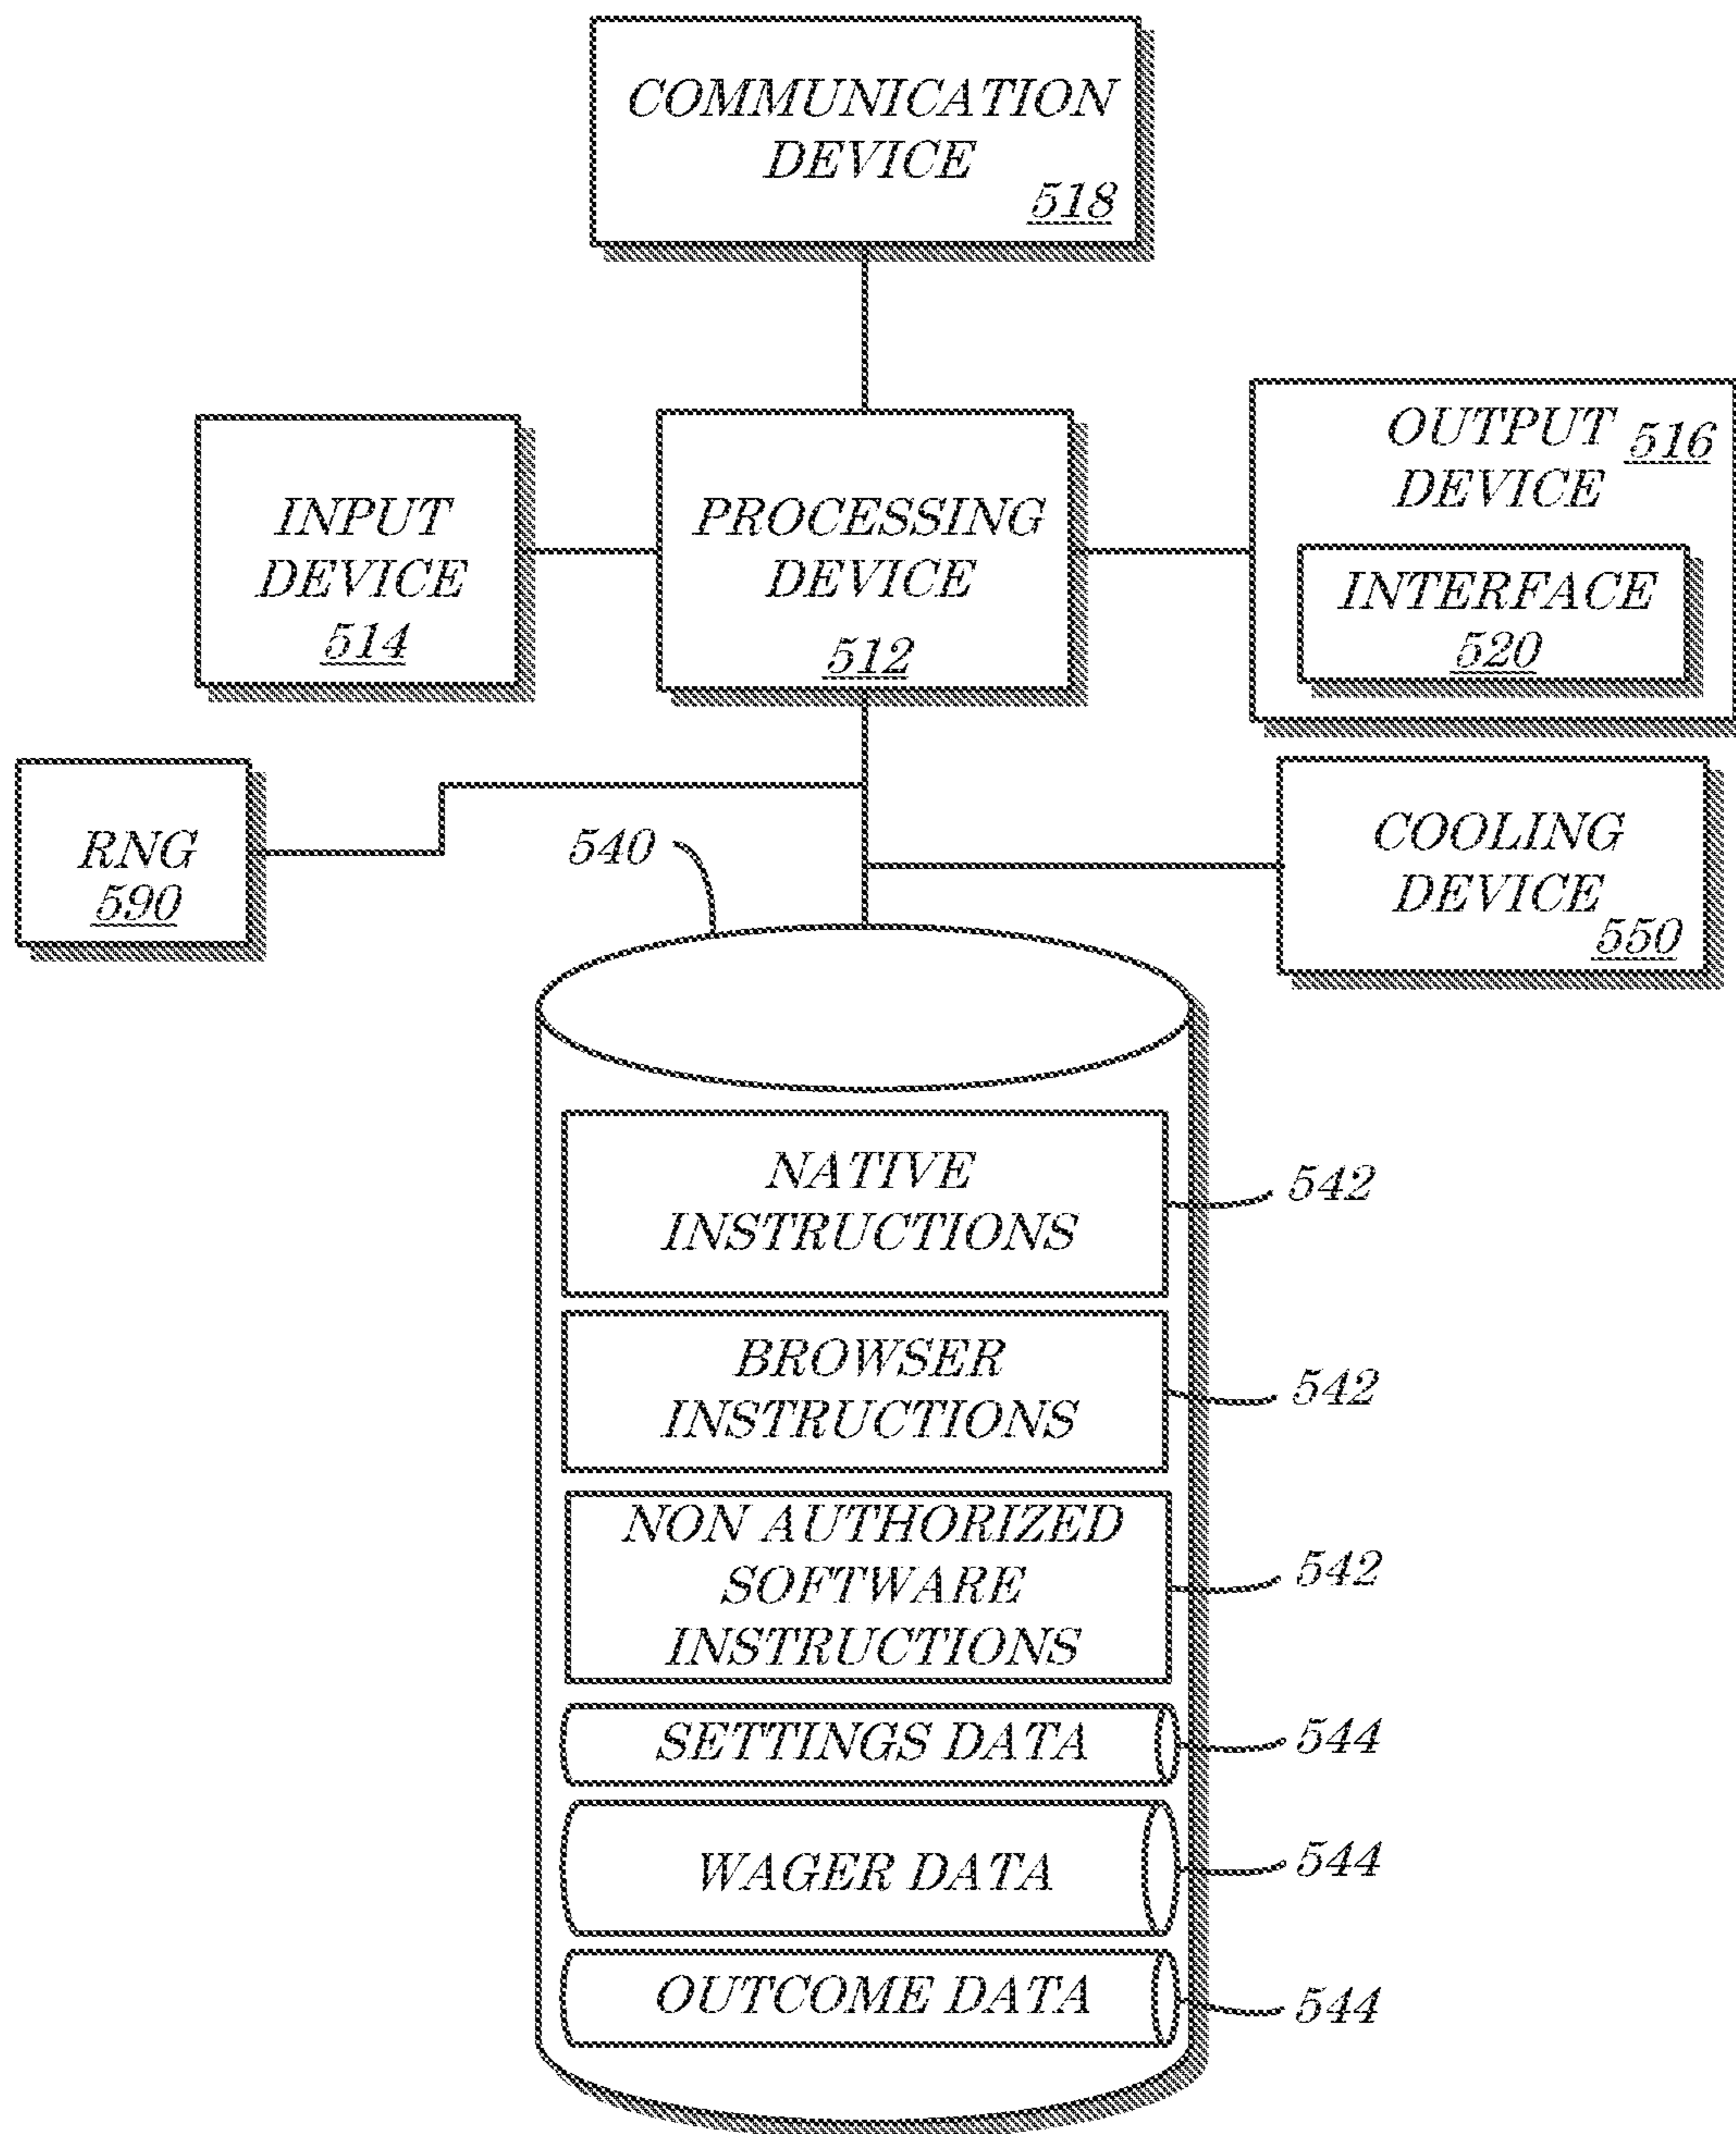 COMMUNICATION
DEVICE
518
INPUT
DEVICE
514
PROCESSING
DEVICE
512
OUTPUT 516
DEVICE
INTERFACE
520
RNG
590
540
COOLING
DEVICE
550
NATIVE
INSTRUCTIONS
542
BROWSER
INSTRUCTIONS
542
NON AUTHORIZED
SOFTWARE
INSTRUCTIONS
542
SETTINGS DATA
544
WAGER DATA
544
OUTCOME DATA
544